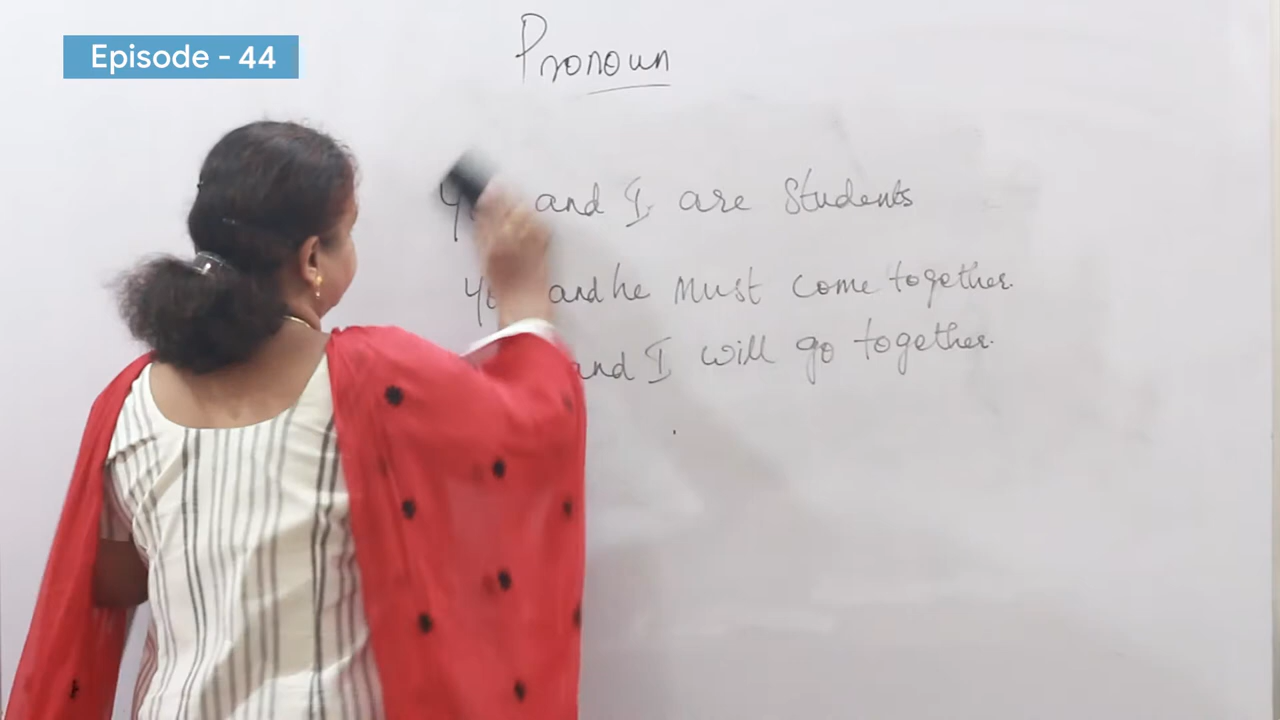 Episode - 44
Pronoun
and I are Students
and he Must come together.
and I will go together.